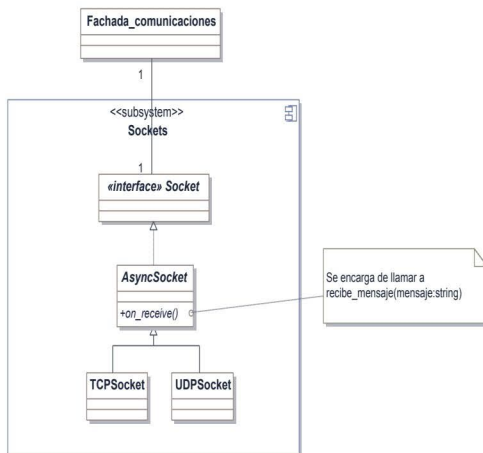 Fachada_comunicaciones
1
<<subsystem>>
Sockets
1
«interface» Socket
AsyncSocket
+on_receive()
Se encarga de llamar a
recibe_mensaje(mensaje:string)
TCPSocket
UDPSocket